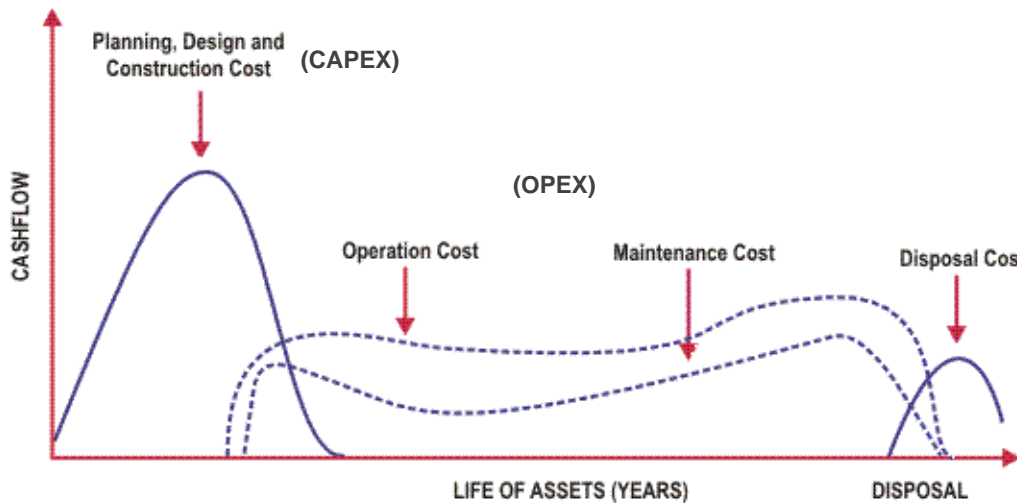 Planning, Design and
Construction Cost
(CAPEX)
(OPEX)
CASHFLOW
Operation Cost
Maintenance Cost
Disposal Cos
LIFE OF ASSETS (YEARS)
DISPOSAL